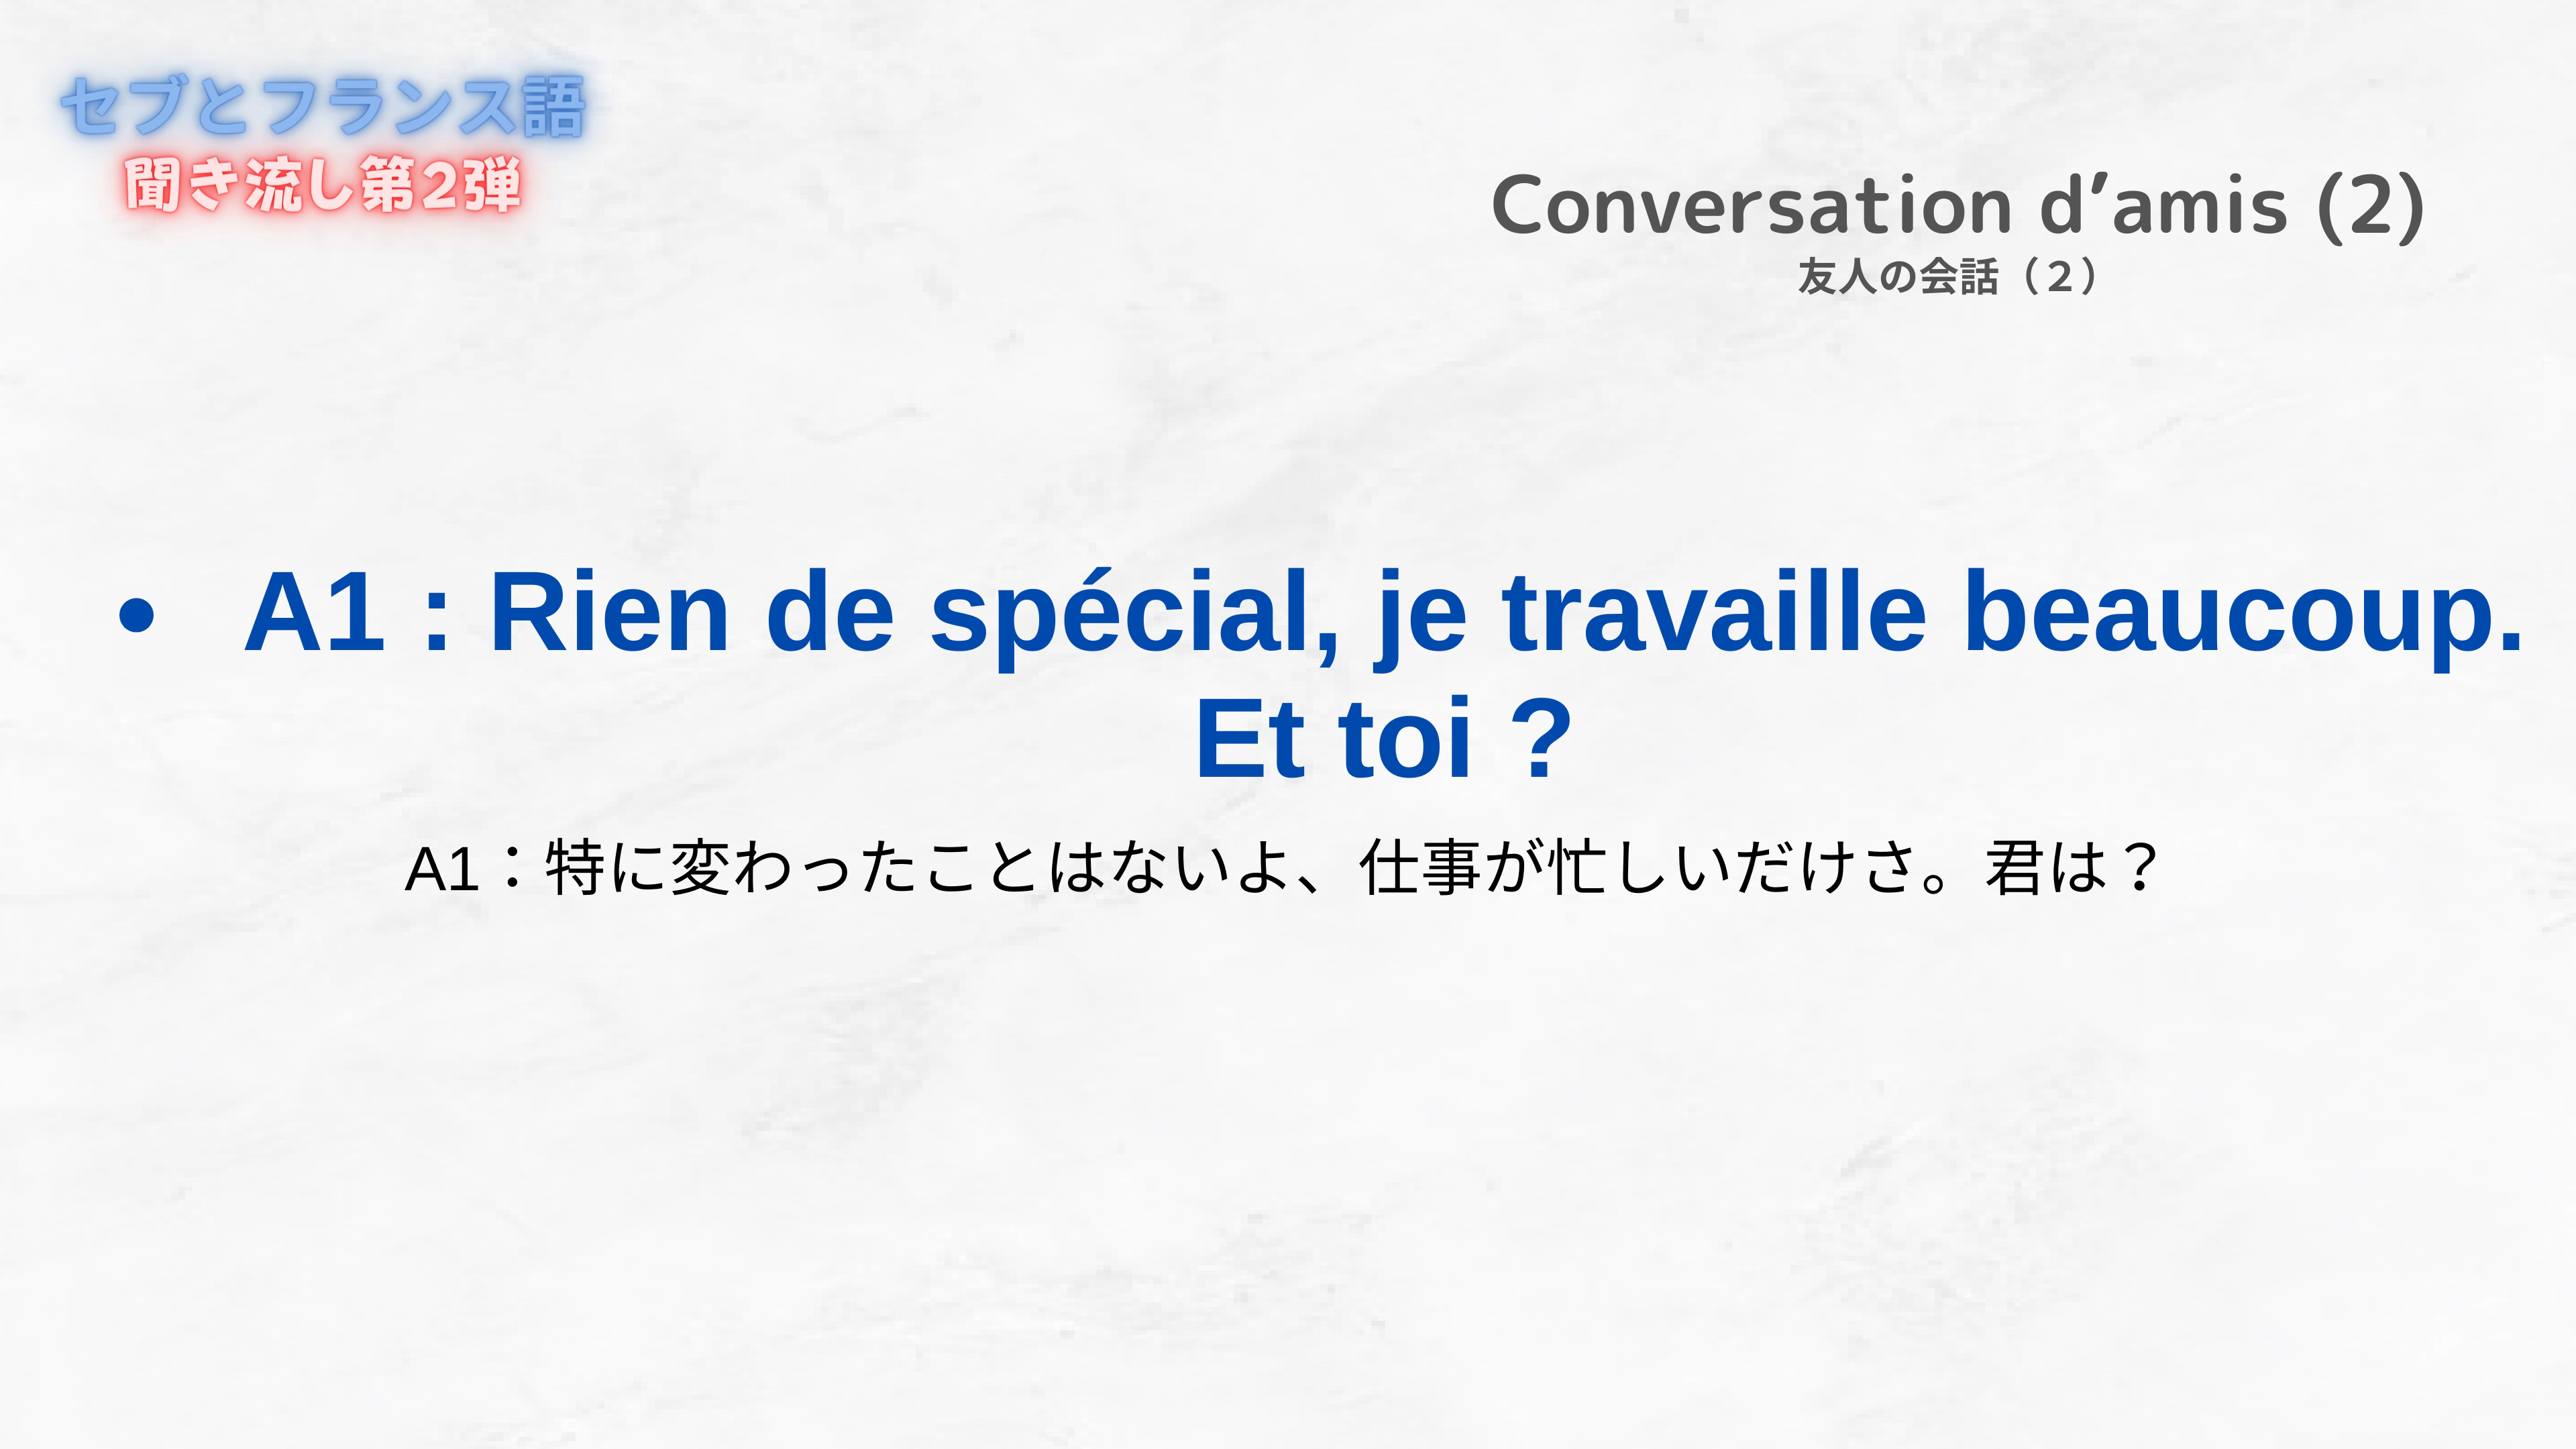 セブとフランス語
聞き流し第2弾
Conversation d’amis (2)
友人の会話（２）
• A1 : Rien de spécial, je travaille beaucoup.
Et toi ?
A1：特に変わったことはないよ、仕事が忙しいだけさ。君は？